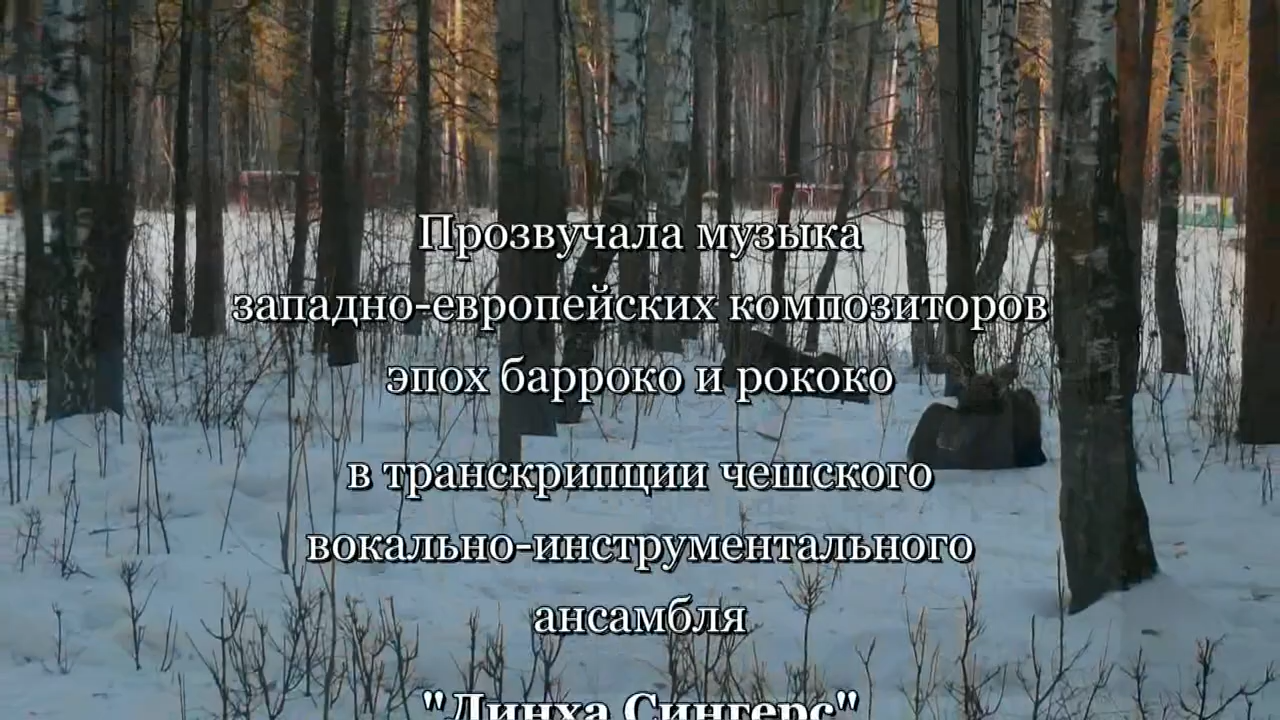 Прозвучала музыка
западно-европейских композиторов
эпох барроко и рококо
в транскрипции чешского
вокально-инструментального
ансамбля
"Линха Сингерс"